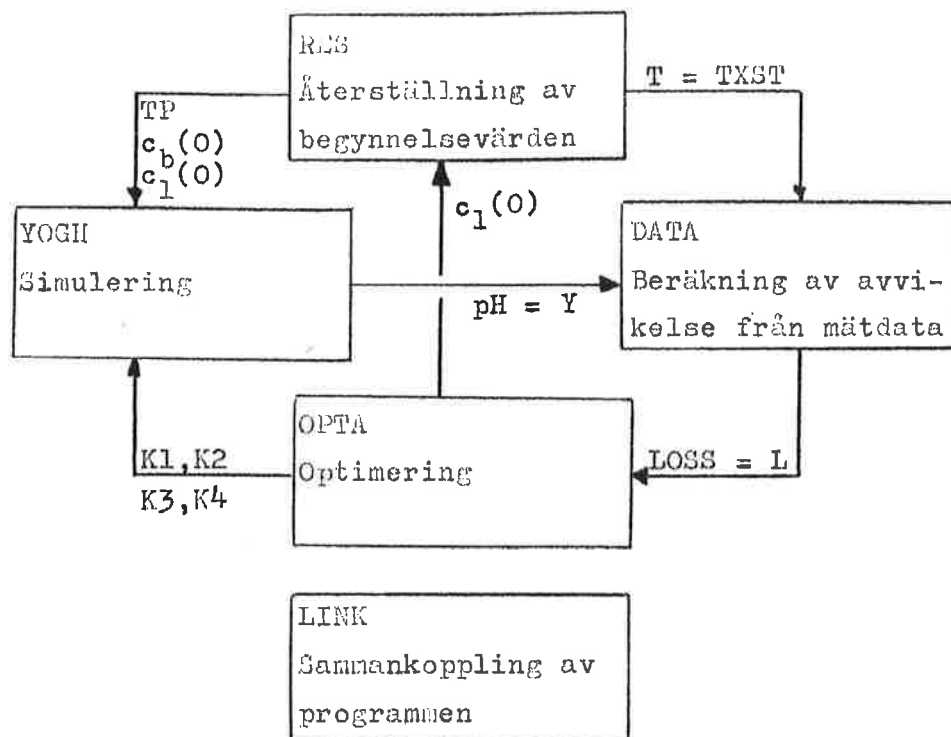 RES
Återställning av
begynnelsevärden
T = TXST
TP
c_b(0)
c_l(0)
c_l(0)
YOGH
Simulering
DATA
Beräkning av avvi-
kelse från mätdata
pH = Y
OPTA
Optimering
K1,K2
K3,K4
LOSS = L
LINK
Sammankoppling av
programmen